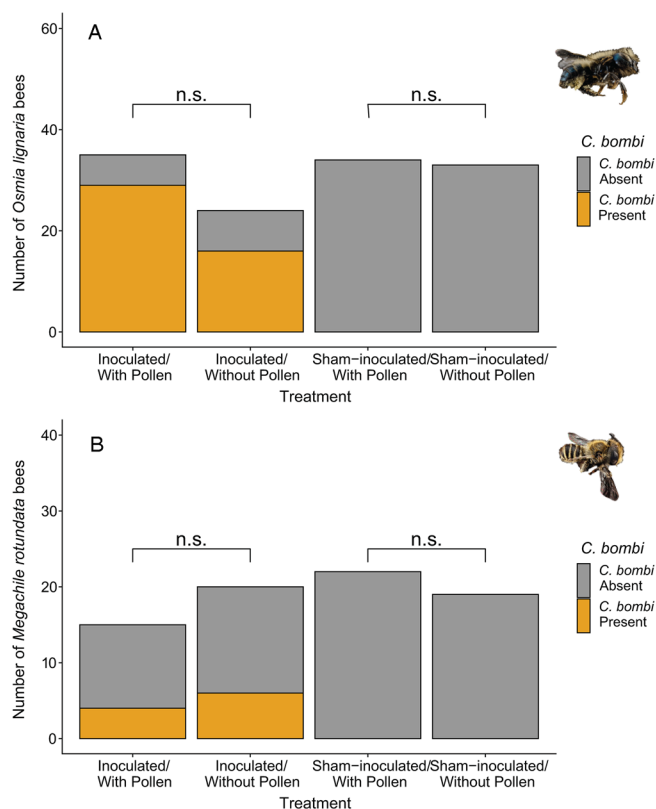 A
Number of Osmia lignaria bees
60
40
20
0
n.s.
n.s.
C. bombi
C. bombi
Absent
C. bombi
Present
Inoculated/
With Pollen
Inoculated/
Without Pollen
Sham−inoculated/
With Pollen
Sham−inoculated/
Without Pollen
Treatment
B
Number of Megachile rotundata bees
40
30
20
10
0
n.s.
n.s.
C. bombi
C. bombi
Absent
C. bombi
Present
Inoculated/
With Pollen
Inoculated/
Without Pollen
Sham−inoculated/
With Pollen
Sham−inoculated/
Without Pollen
Treatment